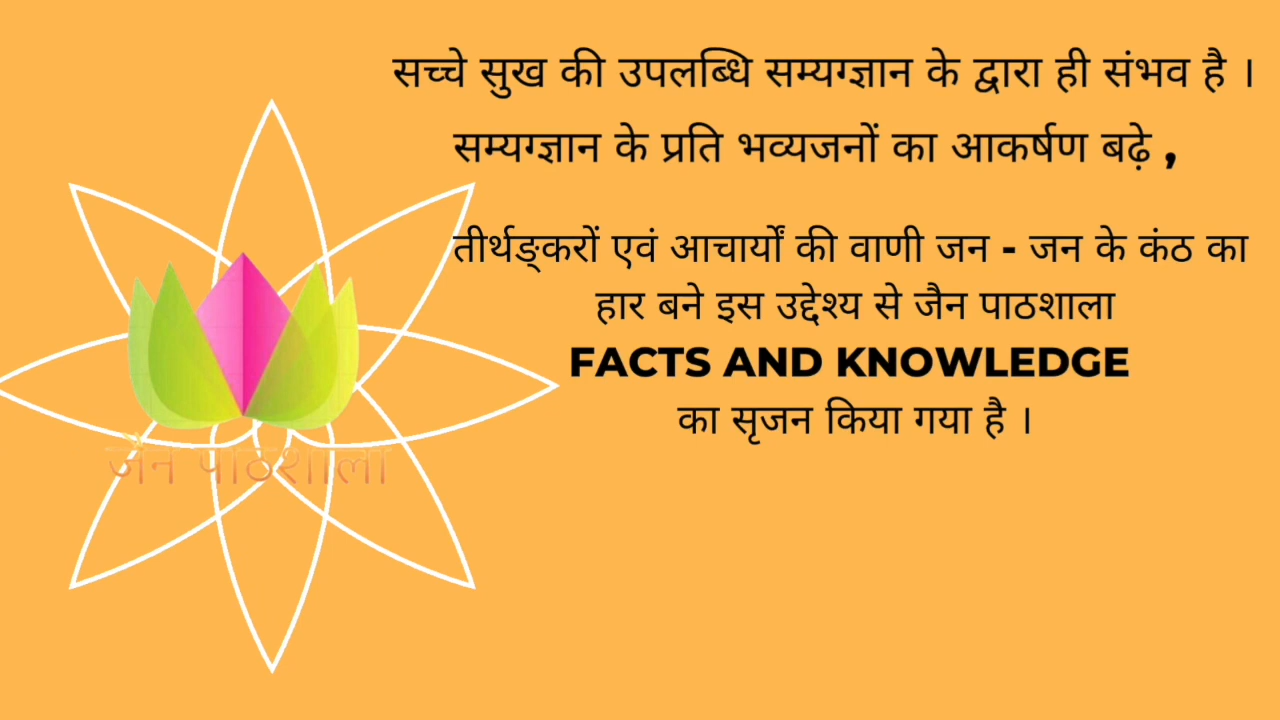 सच्चे सुख की उपलब्धि सम्यग्ज्ञान के द्वारा ही संभव है ।
सम्यग्ज्ञान के प्रति भव्यजनों का आकर्षण बढ़े ,
तीर्थङ्करों एवं आचार्यों की वाणी जन - जन के कंठ का
हार बने इस उद्देश्य से जैन पाठशाला
FACTS AND KNOWLEDGE
का सृजन किया गया है ।
जैन पाठशाला